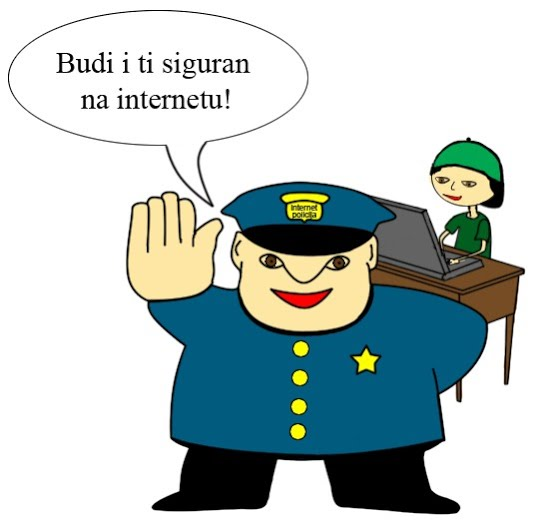 Budi i ti siguran
na internetu!
internet
policija